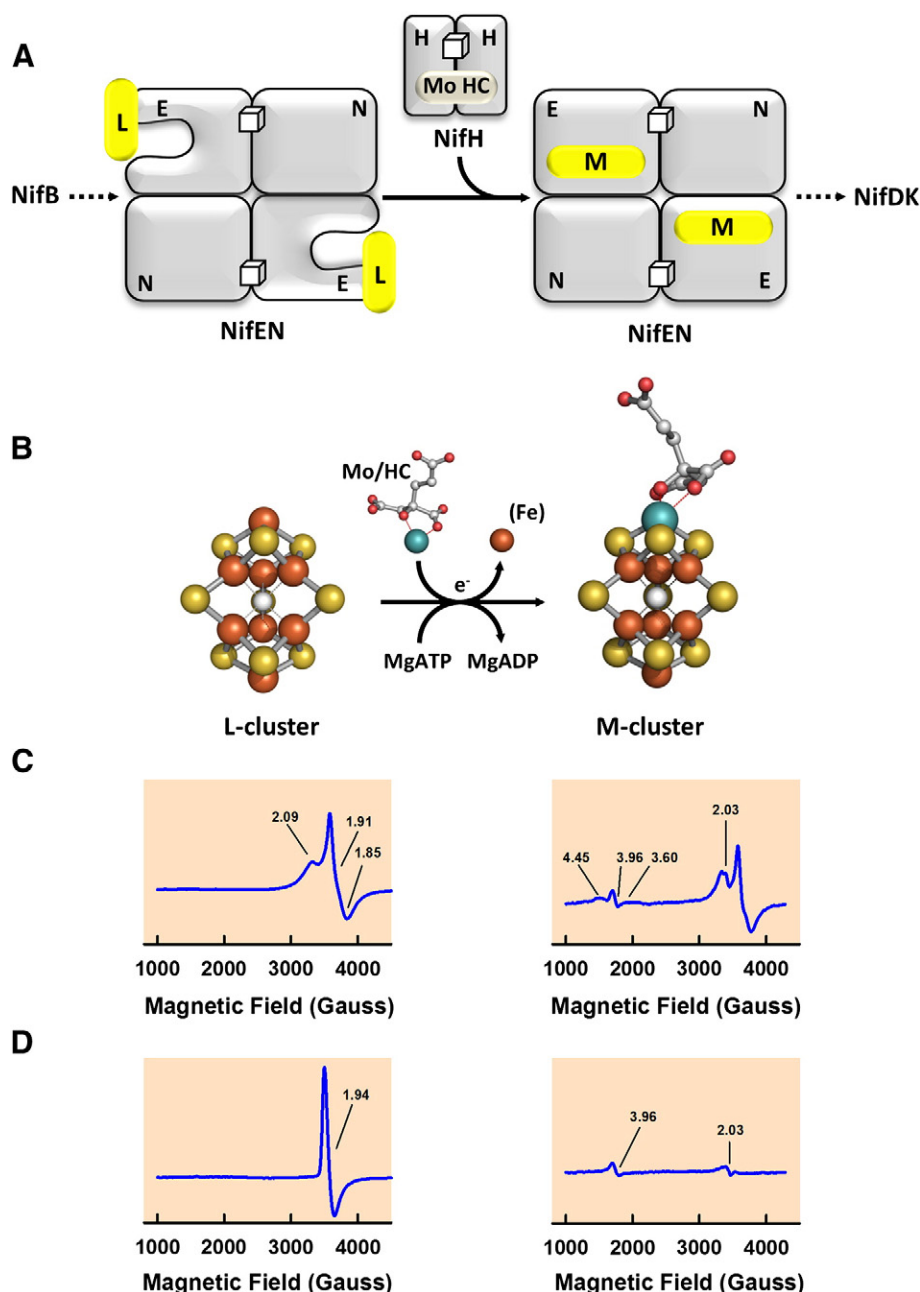 A
H H
Mo HC
NifH
L E N
N E L
NifB
NifEN
E N
M
M
N E
NifEN
NifDK
B
Mo/HC
(Fe)
e-
MgATP MgADP
L-cluster
M-cluster
C
2.09
1.91
1.85
1000 2000 3000 4000
Magnetic Field (Gauss)
2.03
4.45 3.96 3.60
1000 2000 3000 4000
Magnetic Field (Gauss)
D
1.94
1000 2000 3000 4000
Magnetic Field (Gauss)
3.96 2.03
1000 2000 3000 4000
Magnetic Field (Gauss)